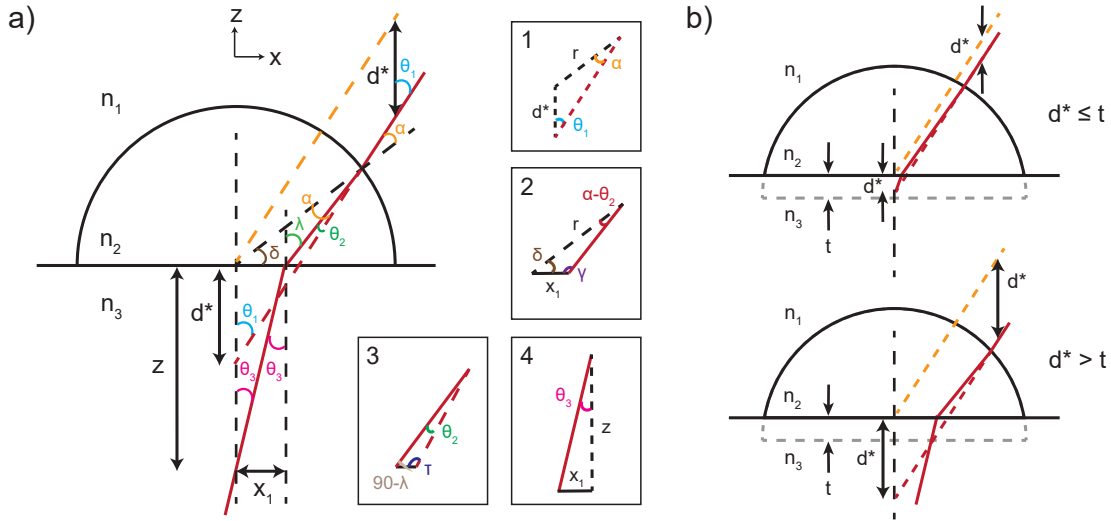 a)
z
x
n₁
n₂
n₃
d*
θ₁
α
α
λ
θ₂
δ
d*
θ₁
z
θ₃
θ₃
x₁
1
r
α
d*
θ₁
2
α-θ₂
r
δ
x₁
γ
3
θ₂
τ
90-λ
4
θ₃
z
x₁
b)
d*
n₁
d* ≤ t
n₂
d*
n₃
t
d*
n₁
d* > t
n₂
n₃
d*
t